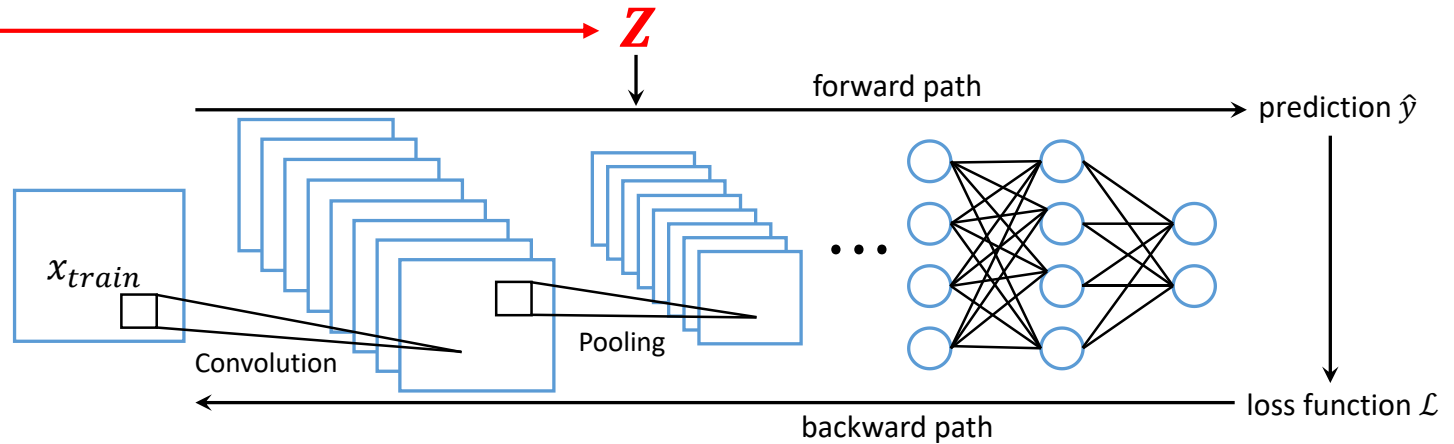 Z
forward path
prediction ŷ
x_train
Convolution
Pooling
• • •
loss function ℒ
backward path